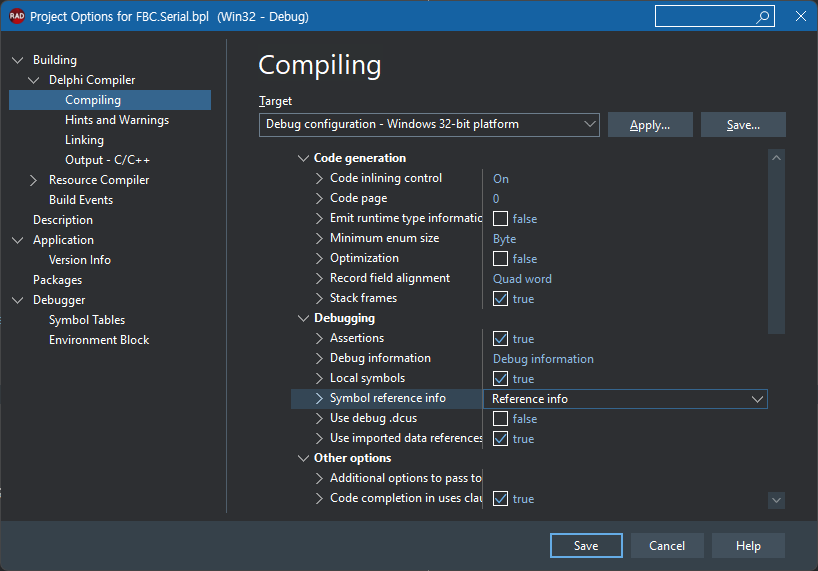 RAD Project Options for FBC.Serial.bpl (Win32 - Debug)
Building
Delphi Compiler
Compiling
Hints and Warnings
Linking
Output - C/C++
Resource Compiler
Build Events
Description
Application
Version Info
Packages
Debugger
Symbol Tables
Environment Block
Compiling
Target
Debug configuration - Windows 32-bit platform
Apply...
Save...
Code generation
Code inlining control On
Code page 0
Emit runtime type informatic false
Minimum enum size Byte
Optimization false
Record field alignment Quad word
Stack frames true
Debugging
Assertions true
Debug information Debug information
Local symbols true
Symbol reference info Reference info
Use debug .dcus false
Use imported data references true
Other options
Additional options to pass to
Code completion in uses clau true
Save
Cancel
Help